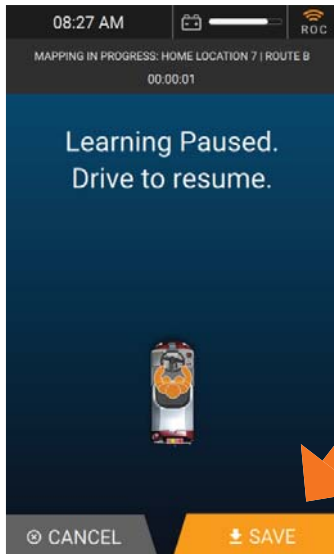 08:27 AM
ROC
MAPPING IN PROGRESS: HOME LOCATION 7 | ROUTE B
00:00:01
Learning Paused.
Drive to resume.
CANCEL
SAVE